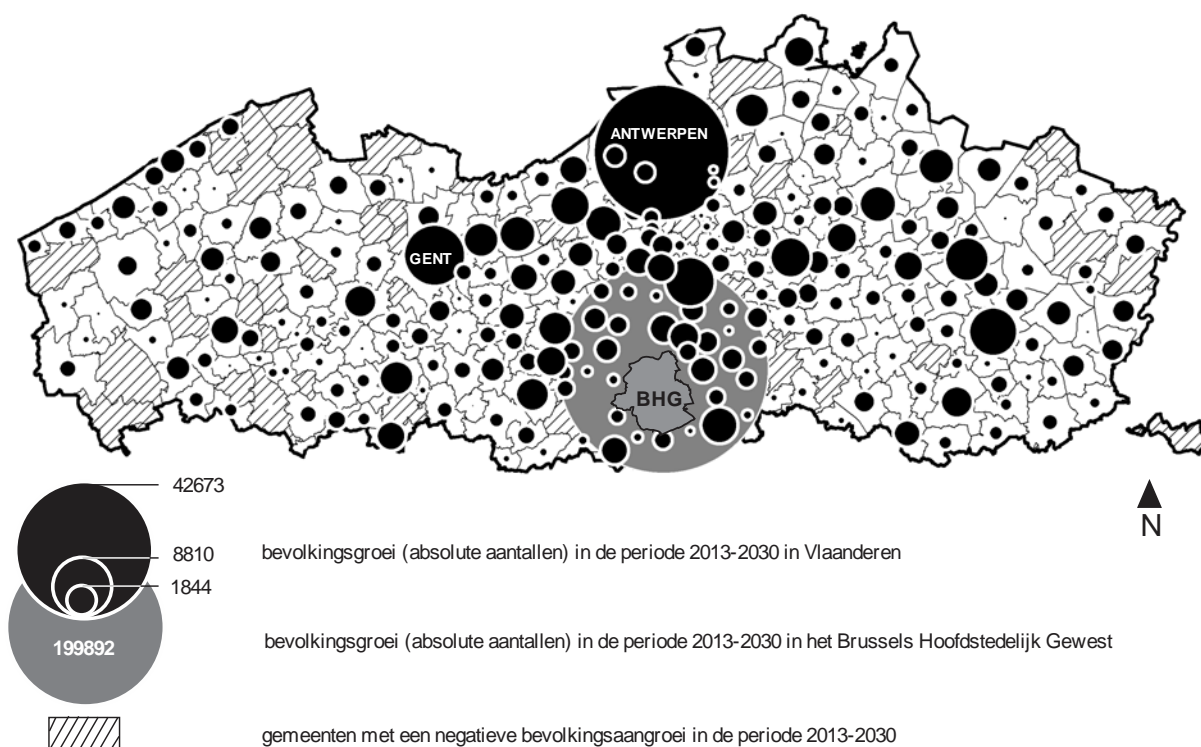 ANTWERPEN
GENT
BHG
N
42673
8810
1844
bevolkingsgroei (absolute aantallen) in de periode 2013-2030 in Vlaanderen
199892
bevolkingsgroei (absolute aantallen) in de periode 2013-2030 in het Brussels Hoofdstedelijk Gewest
gemeenten met een negatieve bevolkingsaangroei in de periode 2013-2030